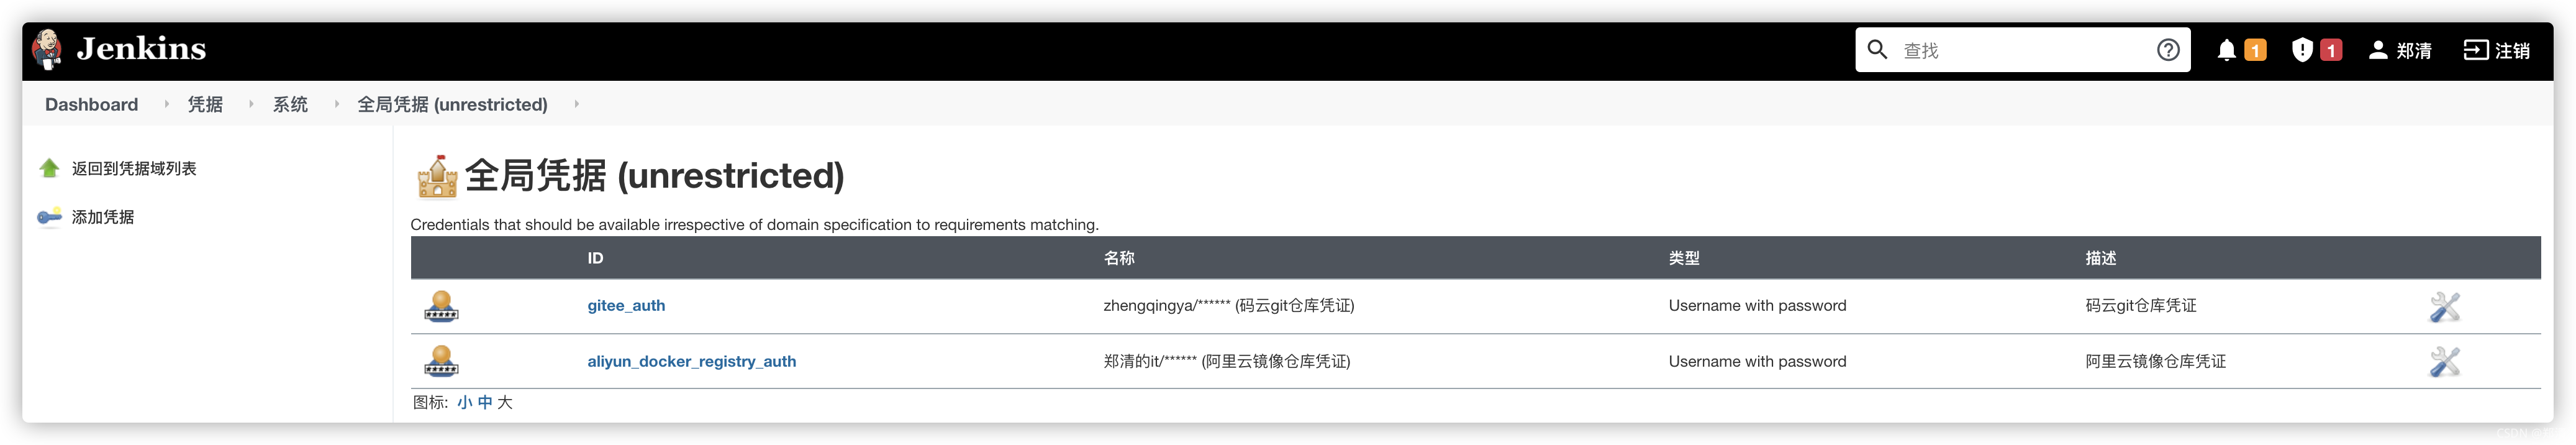 Jenkins 查找 1 1 郑清 注销
Dashboard 凭据 系统 全局凭据 (unrestricted)
返回到凭据域列表
添加凭据
全局凭据 (unrestricted)
Credentials that should be available irrespective of domain specification to requirements matching.
ID 名称 类型 描述
gitee_auth zhengqingya/****** (码云git仓库凭证) Username with password 码云git仓库凭证
aliyun_docker_registry_auth 郑清的it/****** (阿里云镜像仓库凭证) Username with password 阿里云镜像仓库凭证
图标: 小 中 大